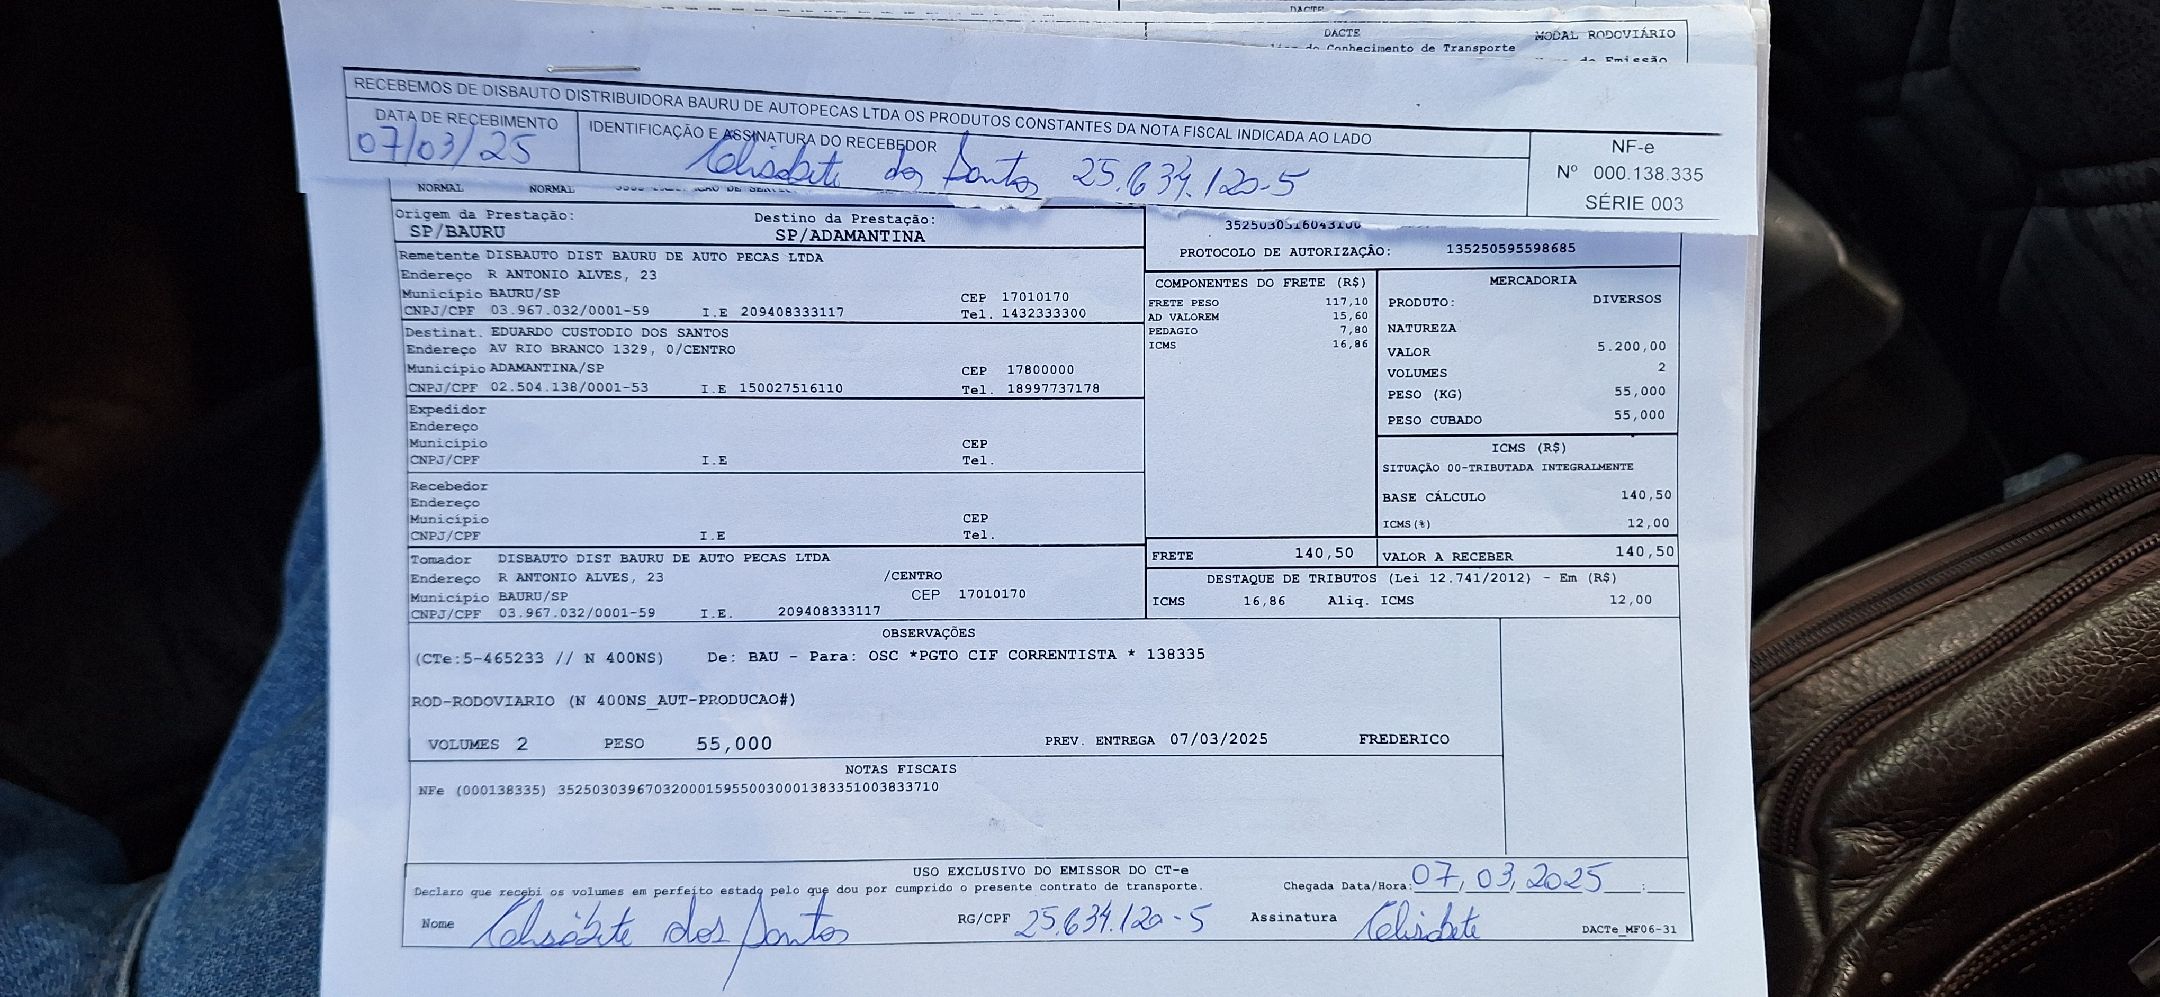 DACTE
DACTE
MODAL RODOVIÁRIO
de Conhecimento de Transporte
RECEBEMOS DE DISBAUTO DISTRIBUIDORA BAURU DE AUTOPECAS LTDA OS PRODUTOS CONSTANTES DA NOTA FISCAL INDICADA AO LADO
DATA DE RECEBIMENTO
07/03/25
IDENTIFICAÇÃO E ASSINATURA DO RECEBEDOR
dos Santos 25.634.120-5
NF-e
Nº 000.138.335
SÉRIE 003
NORMAL NORMAL
Origem da Prestação: Destino da Prestação:
SP/BAURU SP/ADAMANTINA
PROTOCOLO DE AUTORIZAÇÃO: 135250595598685
Remetente DISBAUTO DIST BAURU DE AUTO PECAS LTDA
Endereço R ANTONIO ALVES, 23
Município BAURU/SP CEP 17010170
CNPJ/CPF 03.967.032/0001-59 I.E 209408333117 Tel. 1432333300
Destinat. EDUARDO CUSTODIO DOS SANTOS
Endereço AV RIO BRANCO 1329, 0/CENTRO
Município ADAMANTINA/SP CEP 17800000
CNPJ/CPF 02.504.138/0001-53 I.E 150027516110 Tel. 18997737178
Expedidor
Endereço
Município CEP
CNPJ/CPF I.E Tel.
Recebedor
Endereço
Município CEP
CNPJ/CPF I.E Tel.
Tomador DISBAUTO DIST BAURU DE AUTO PECAS LTDA
Endereço R ANTONIO ALVES, 23 /CENTRO
Município BAURU/SP CEP 17010170
CNPJ/CPF 03.967.032/0001-59 I.E. 209408333117
COMPONENTES DO FRETE (R$)
FRETE PESO 117,10
AD VALOREM 15,60
PEDAGIO 7,80
ICMS 16,86
MERCADORIA
PRODUTO: DIVERSOS
NATUREZA
VALOR 5.200,00
VOLUMES 2
PESO (KG) 55,000
PESO CUBADO 55,000
ICMS (R$)
SITUAÇÃO 00-TRIBUTADA INTEGRALMENTE
BASE CÁLCULO 140,50
ICMS(%) 12,00
FRETE 140,50 VALOR A RECEBER 140,50
DESTAQUE DE TRIBUTOS (Lei 12.741/2012) - Em (R$)
ICMS 16,86 Aliq. ICMS 12,00
OBSERVAÇÕES
(CTe:5-465233 // N 400NS) De: BAU - Para: OSC *PGTO CIF CORRENTISTA * 138335
ROD-RODOVIARIO (N 400NS_AUT-PRODUCAO#)
VOLUMES 2 PESO 55,000 PREV. ENTREGA 07/03/2025 FREDERICO
NOTAS FISCAIS
NFe (000138335) 35250303967032000159550030001383351003833710
USO EXCLUSIVO DO EMISSOR DO CT-e
Declaro que recebi os volumes em perfeito estado pelo que dou por cumprido o presente contrato de transporte. Chegada Data/Hora: 07,03,2025 :
Nome dos Santos RG/CPF 25.634.120-5 Assinatura
DACTe_MF06-31